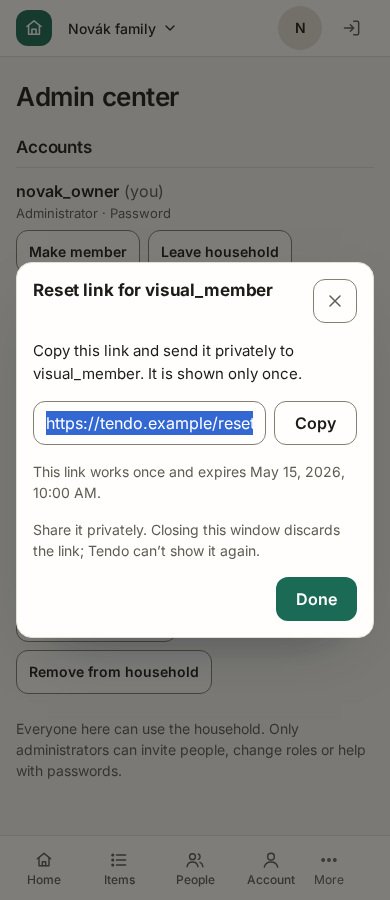 Novák family
N
Admin center
Accounts
novak_owner (you)
Administrator · Password
Make member
Leave household
Reset link for visual_member
Copy this link and send it privately to
visual_member. It is shown only once.
https://tendo.example/reset
Copy
This link works once and expires May 15, 2026,
10:00 AM.
Share it privately. Closing this window discards
the link; Tendo can’t show it again.
Done
Remove from household
Everyone here can use the household. Only
administrators can invite people, change roles or help
with passwords.
Home
Items
People
Account
More